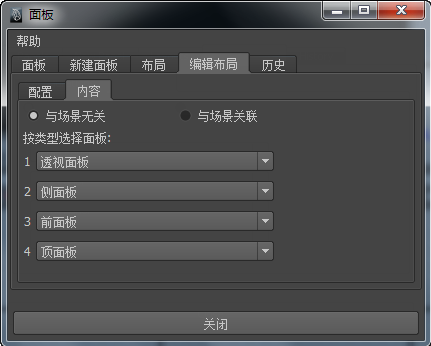 面板
帮助
面板 新建面板 布局 编辑布局 历史
配置 内容
与场景无关 与场景关联
按类型选择面板:
1 透视面板
2 侧面板
3 前面板
4 顶面板
关闭